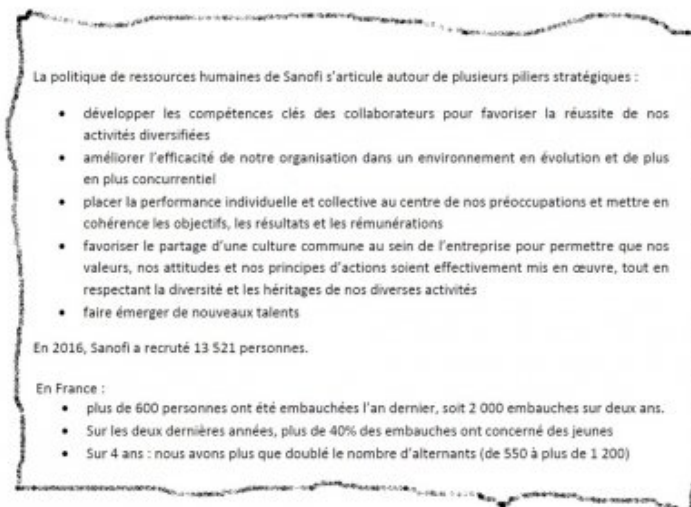 La politique de ressources humaines de Sanofi s'articule autour de plusieurs piliers stratégiques :
• développer les compétences clés des collaborateurs pour favoriser la réussite de nos
activités diversifiées
• améliorer l'efficacité de notre organisation dans un environnement en évolution et de plus
en plus concurrentiel
• placer la performance individuelle et collective au centre de nos préoccupations et mettre en
cohérence les objectifs, les résultats et les rémunérations
• favoriser le partage d'une culture commune au sein de l'entreprise pour permettre que nos
valeurs, nos attitudes et nos principes d'actions soient effectivement mis en œuvre, tout en
respectant la diversité et les héritages de nos diverses activités
• faire émerger de nouveaux talents
En 2016, Sanofi a recruté 13 521 personnes.
En France :
• plus de 600 personnes ont été embauchées l'an dernier, soit 2 000 embauches sur deux ans.
• Sur les deux dernières années, plus de 40% des embauches ont concerné des jeunes
• Sur 4 ans : nous avons plus que doublé le nombre d'alternants (de 550 à plus de 1 200)